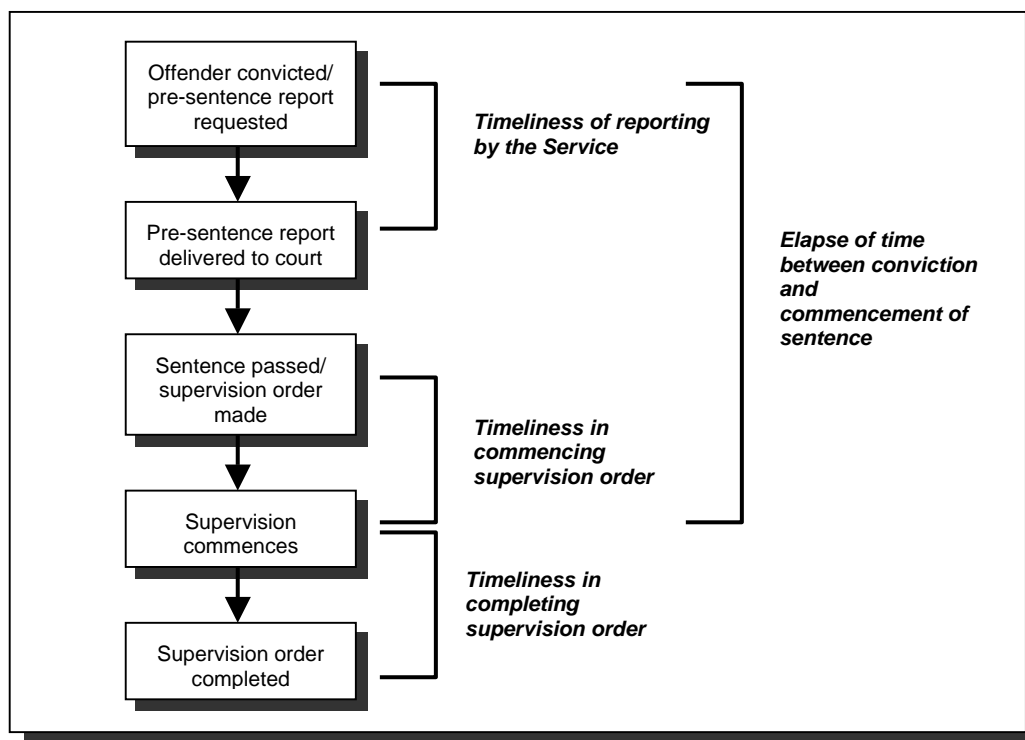 Offender convicted/
pre-sentence report
requested
Timeliness of reporting
by the Service
Pre-sentence report
delivered to court
Elapse of time
between conviction
and
commencement of
sentence
Sentence passed/
supervision order
made
Timeliness in
commencing
supervision order
Supervision
commences
Timeliness in
completing
supervision order
Supervision order
completed